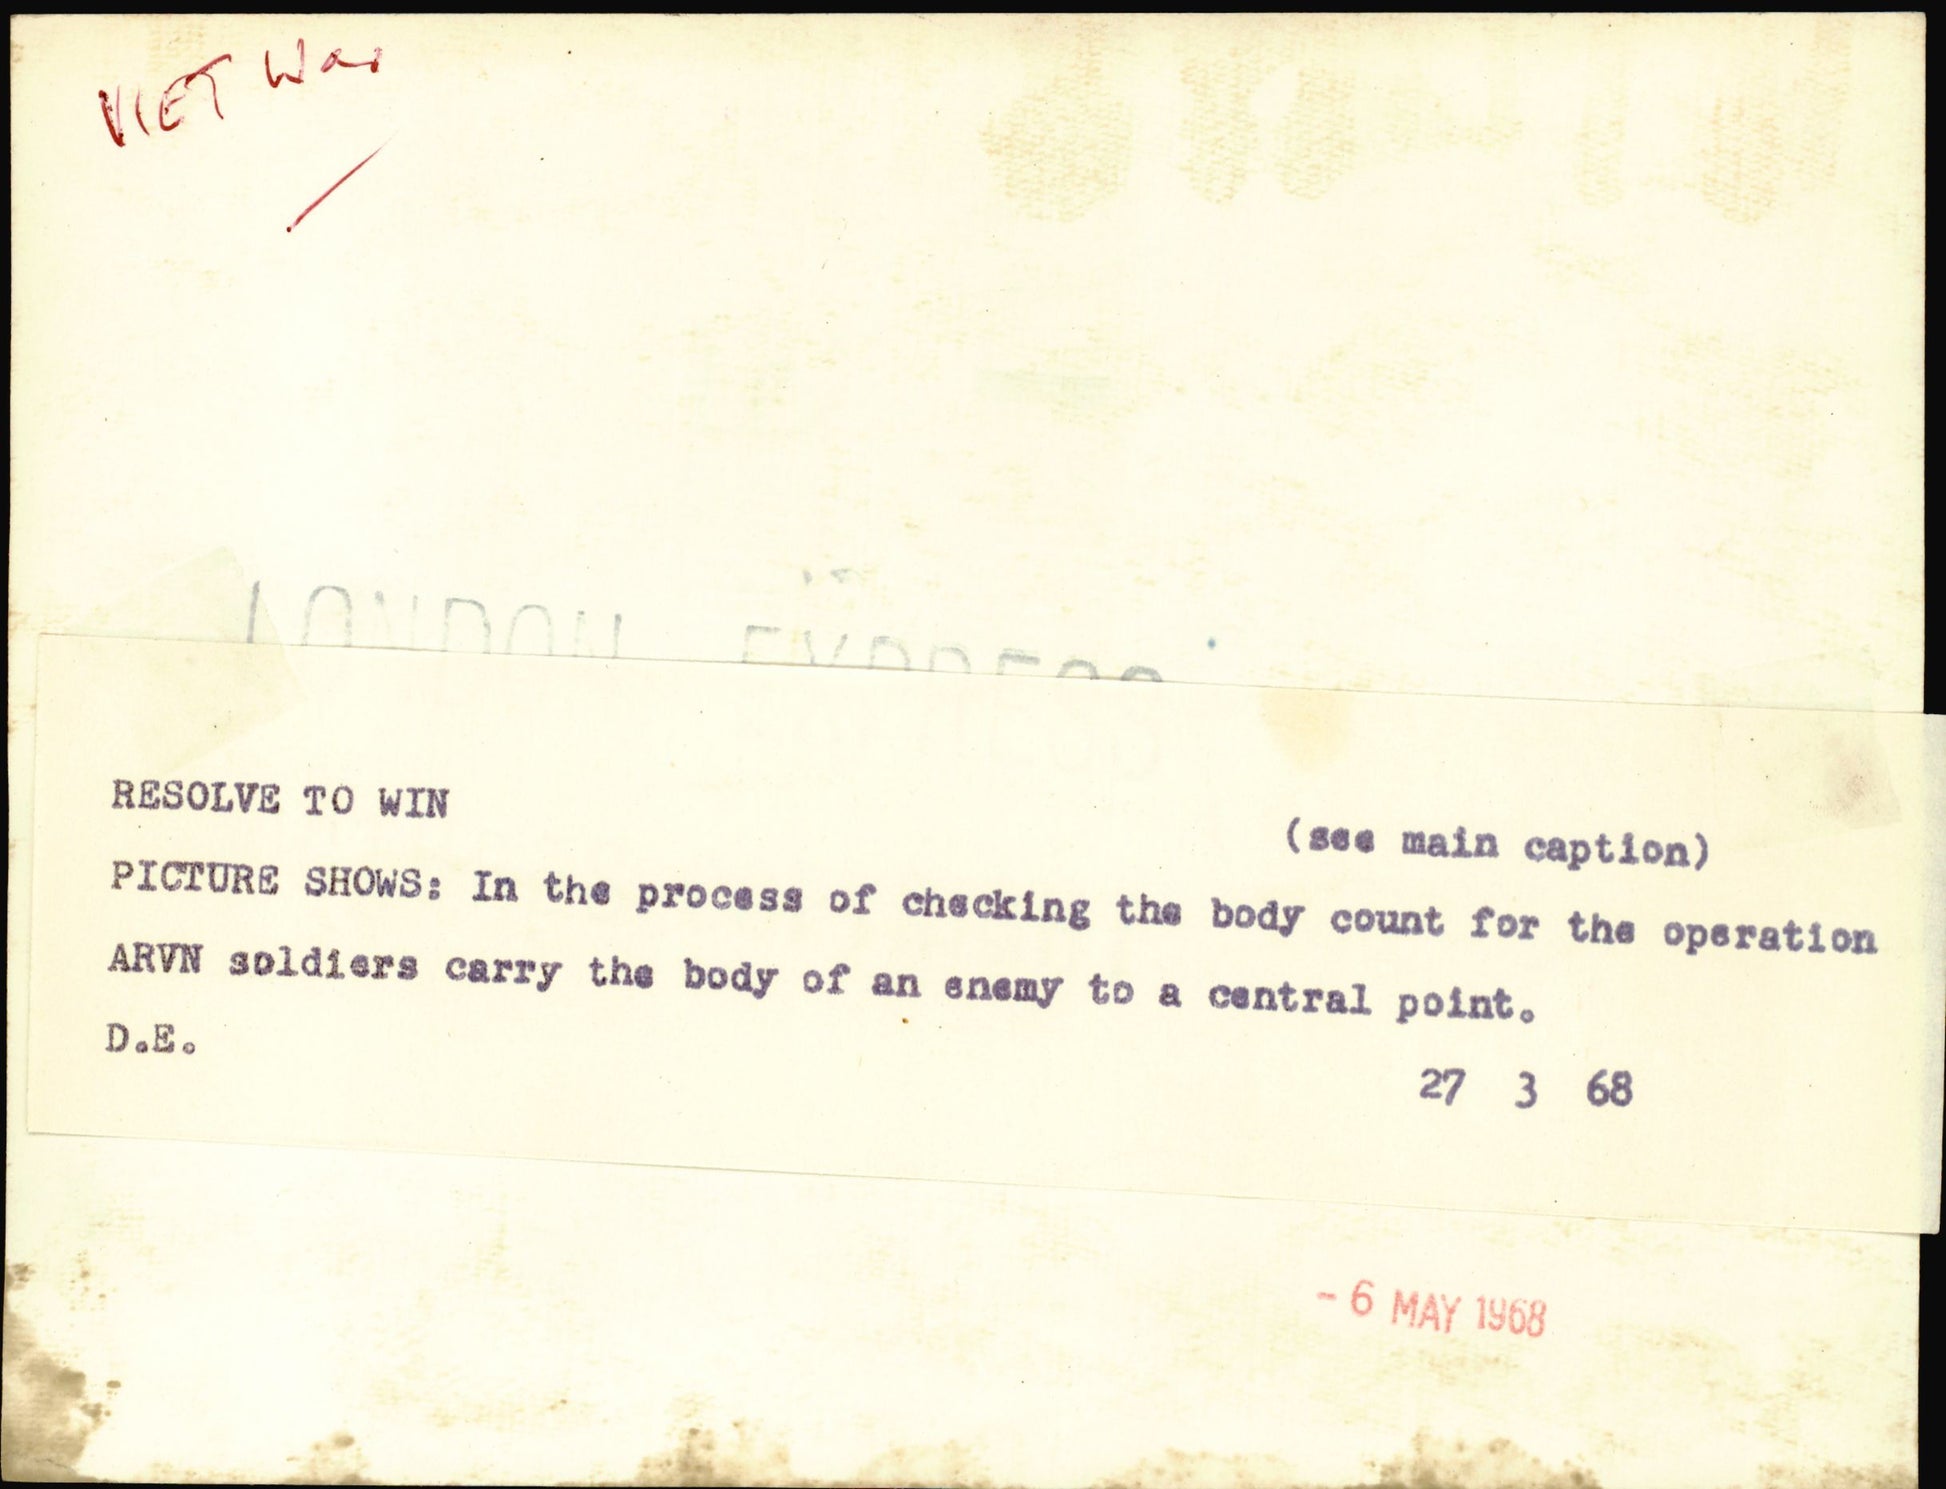 VIET War
LONDON EXPRESS
RESOLVE TO WIN
(see main caption)
PICTURE SHOWS: In the process of checking the body count for the operation
ARVN soldiers carry the body of an enemy to a central point.
D.E.
27 3 68
- 6 MAY 1968